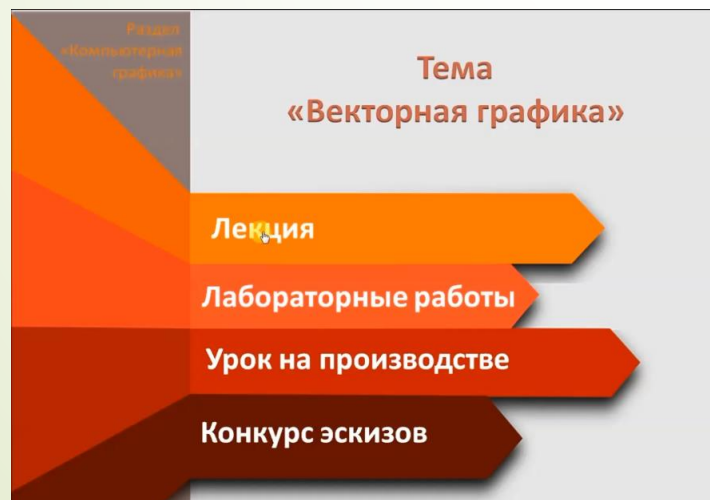 Раздел
«Компьютерная
графика»
Тема
«Векторная графика»
Лекция
Лабораторные работы
Урок на производстве
Конкурс эскизов